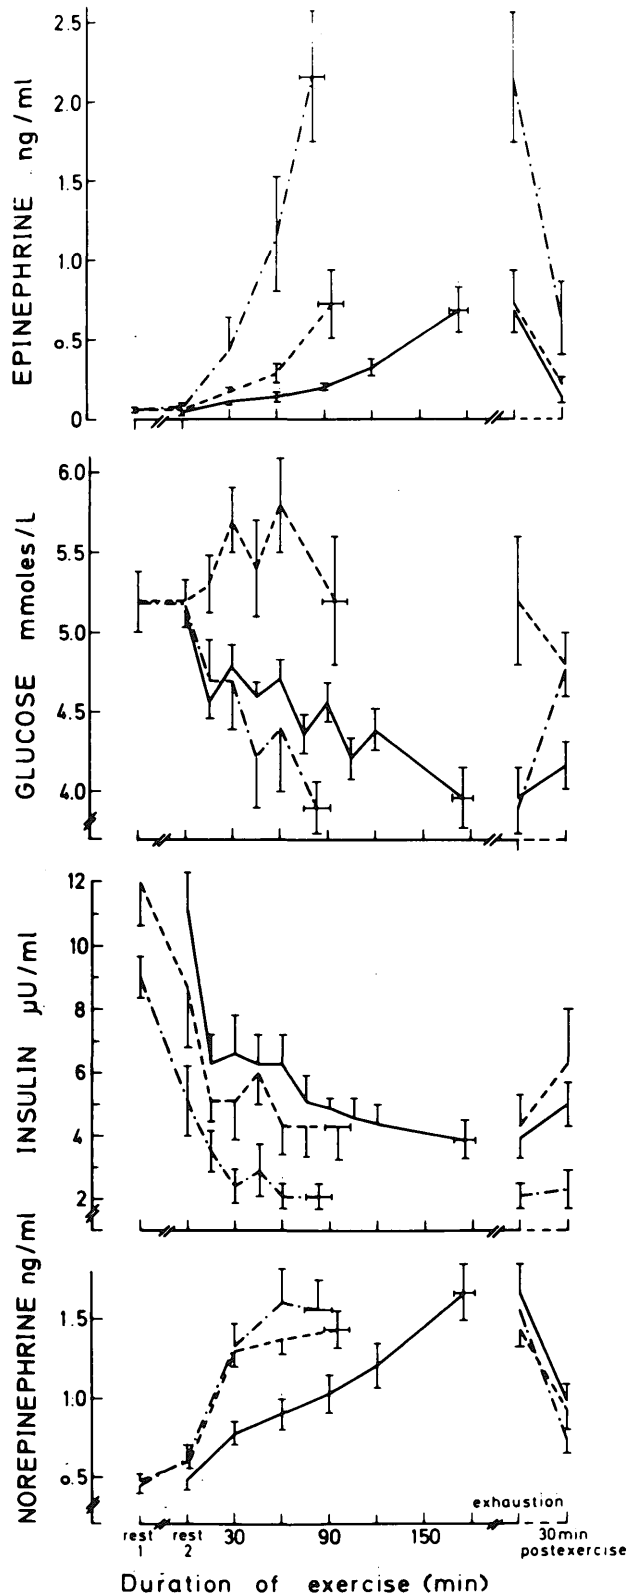 EPINEPHRINE ng/ml
2.5
2.0
1.5
1.0
0.5
0
GLUCOSE mmoles/L
6.0
5.5
5.0
4.5
4.0
INSULIN µU/ml
12
10
8
6
4
2
NOREPINEPHRINE ng/ml
1.5
1.0
0.5
exhaustion
rest 1
rest 2
30
90
150
30min
postexercise
Duration of exercise (min)